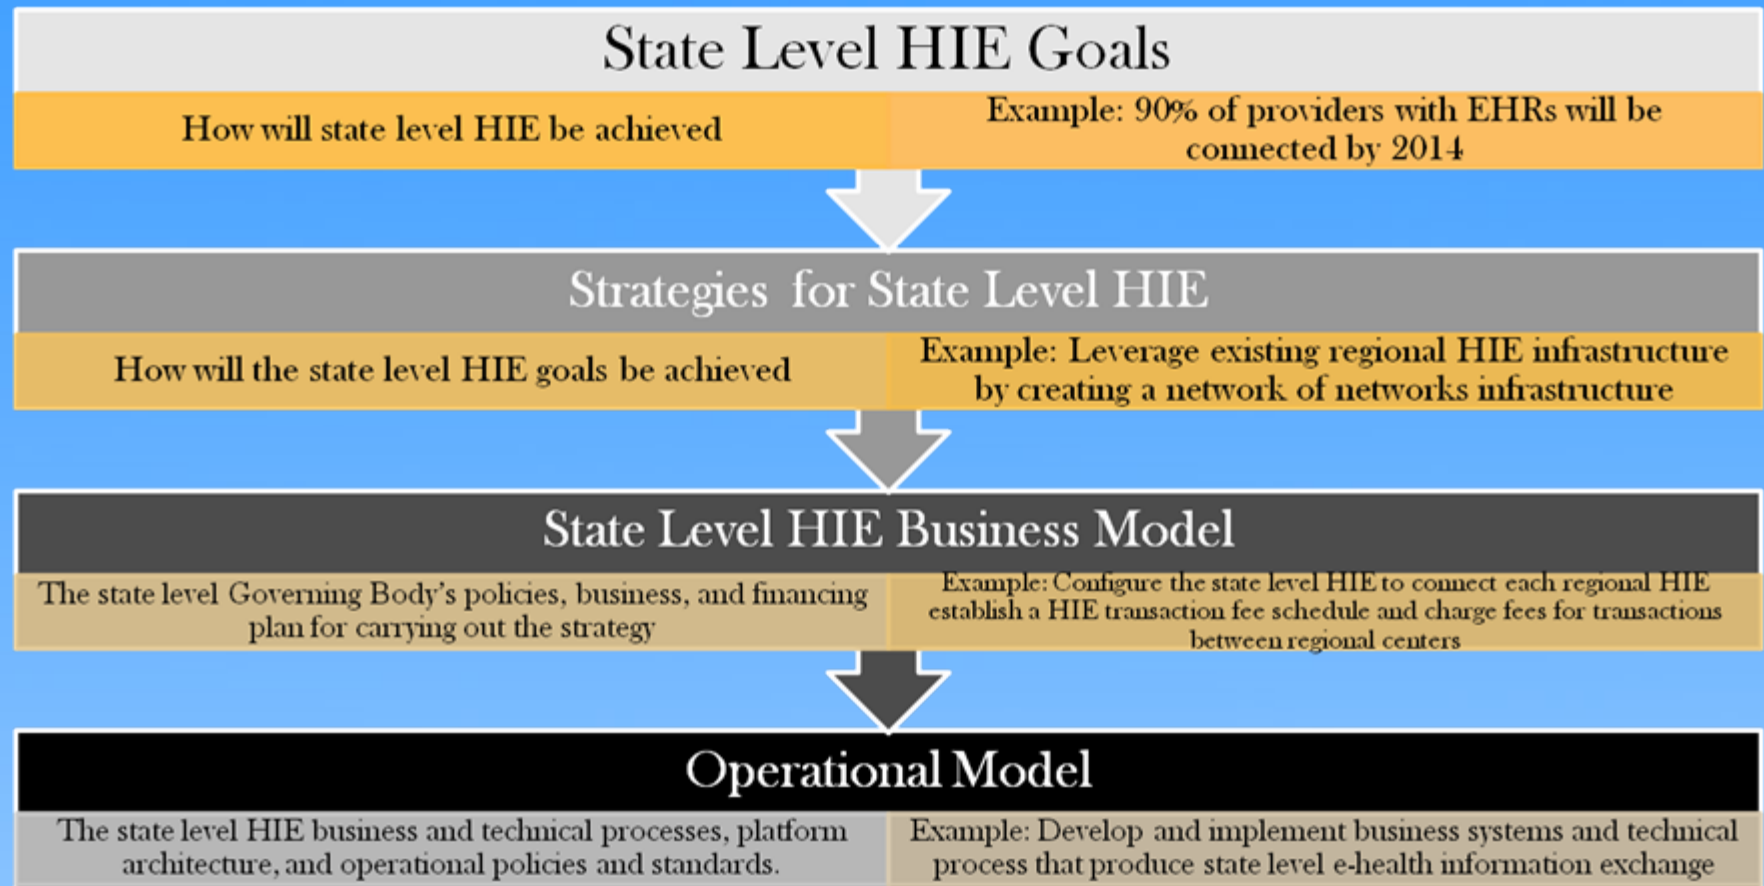 State Level HIE Goals
How will state level HIE be achieved
Example: 90% of providers with EHRs will be
connected by 2014
Strategies for State Level HIE
How will the state level HIE goals be achieved
Example: Leverage existing regional HIE infrastructure
by creating a network of networks infrastructure
State Level HIE Business Model
The state level Governing Body's policies, business, and financing
plan for carrying out the strategy
Example: Configure the state level HIE to connect each regional HIE
establish a HIE transaction fee schedule and charge fees for transactions
between regional centers
Operational Model
The state level HIE business and technical processes, platform
architecture, and operational policies and standards.
Example: Develop and implement business systems and technical
process that produce state level e-health information exchange